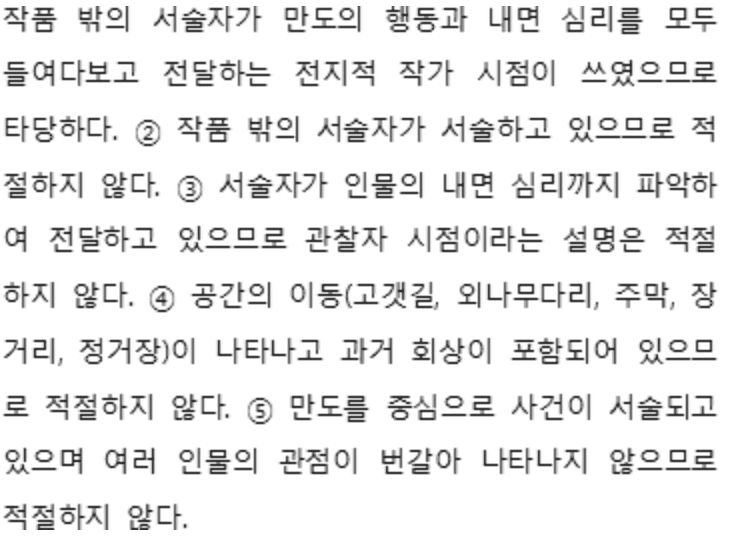 작품 밖의 서술자가 만도의 행동과 내면 심리를 모두
들여다보고 전달하는 전지적 작가 시점이 쓰였으므로
타당하다. ② 작품 밖의 서술자가 서술하고 있으므로 적
절하지 않다. ③ 서술자가 인물의 내면 심리까지 파악하
여 전달하고 있으므로 관찰자 시점이라는 설명은 적절
하지 않다. ④ 공간의 이동(고갯길, 외나무다리, 주막, 장
거리, 정거장)이 나타나고 과거 회상이 포함되어 있으므
로 적절하지 않다. ⑤ 만도를 중심으로 사건이 서술되고
있으며 여러 인물의 관점이 번갈아 나타나지 않으므로
적절하지 않다.